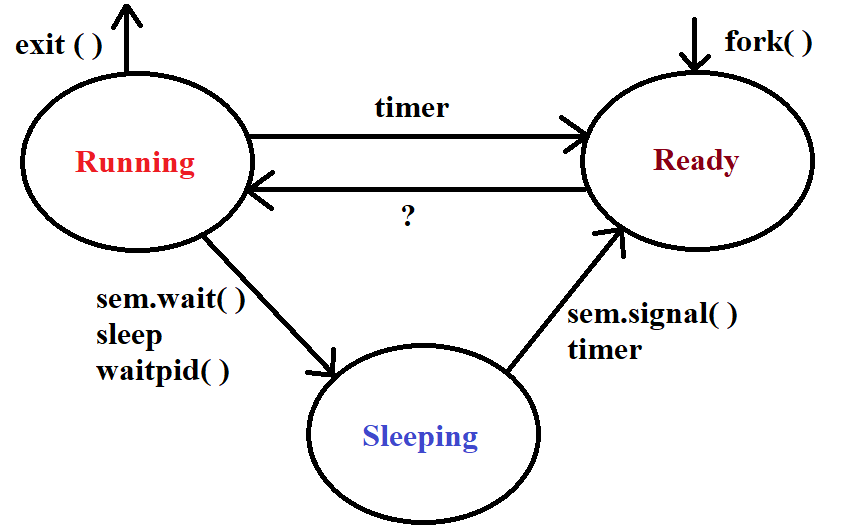 exit ( )
fork( )
timer
Running
Ready
?
sem.wait( )
sleep
waitpid( )
sem.signal( )
timer
Sleeping